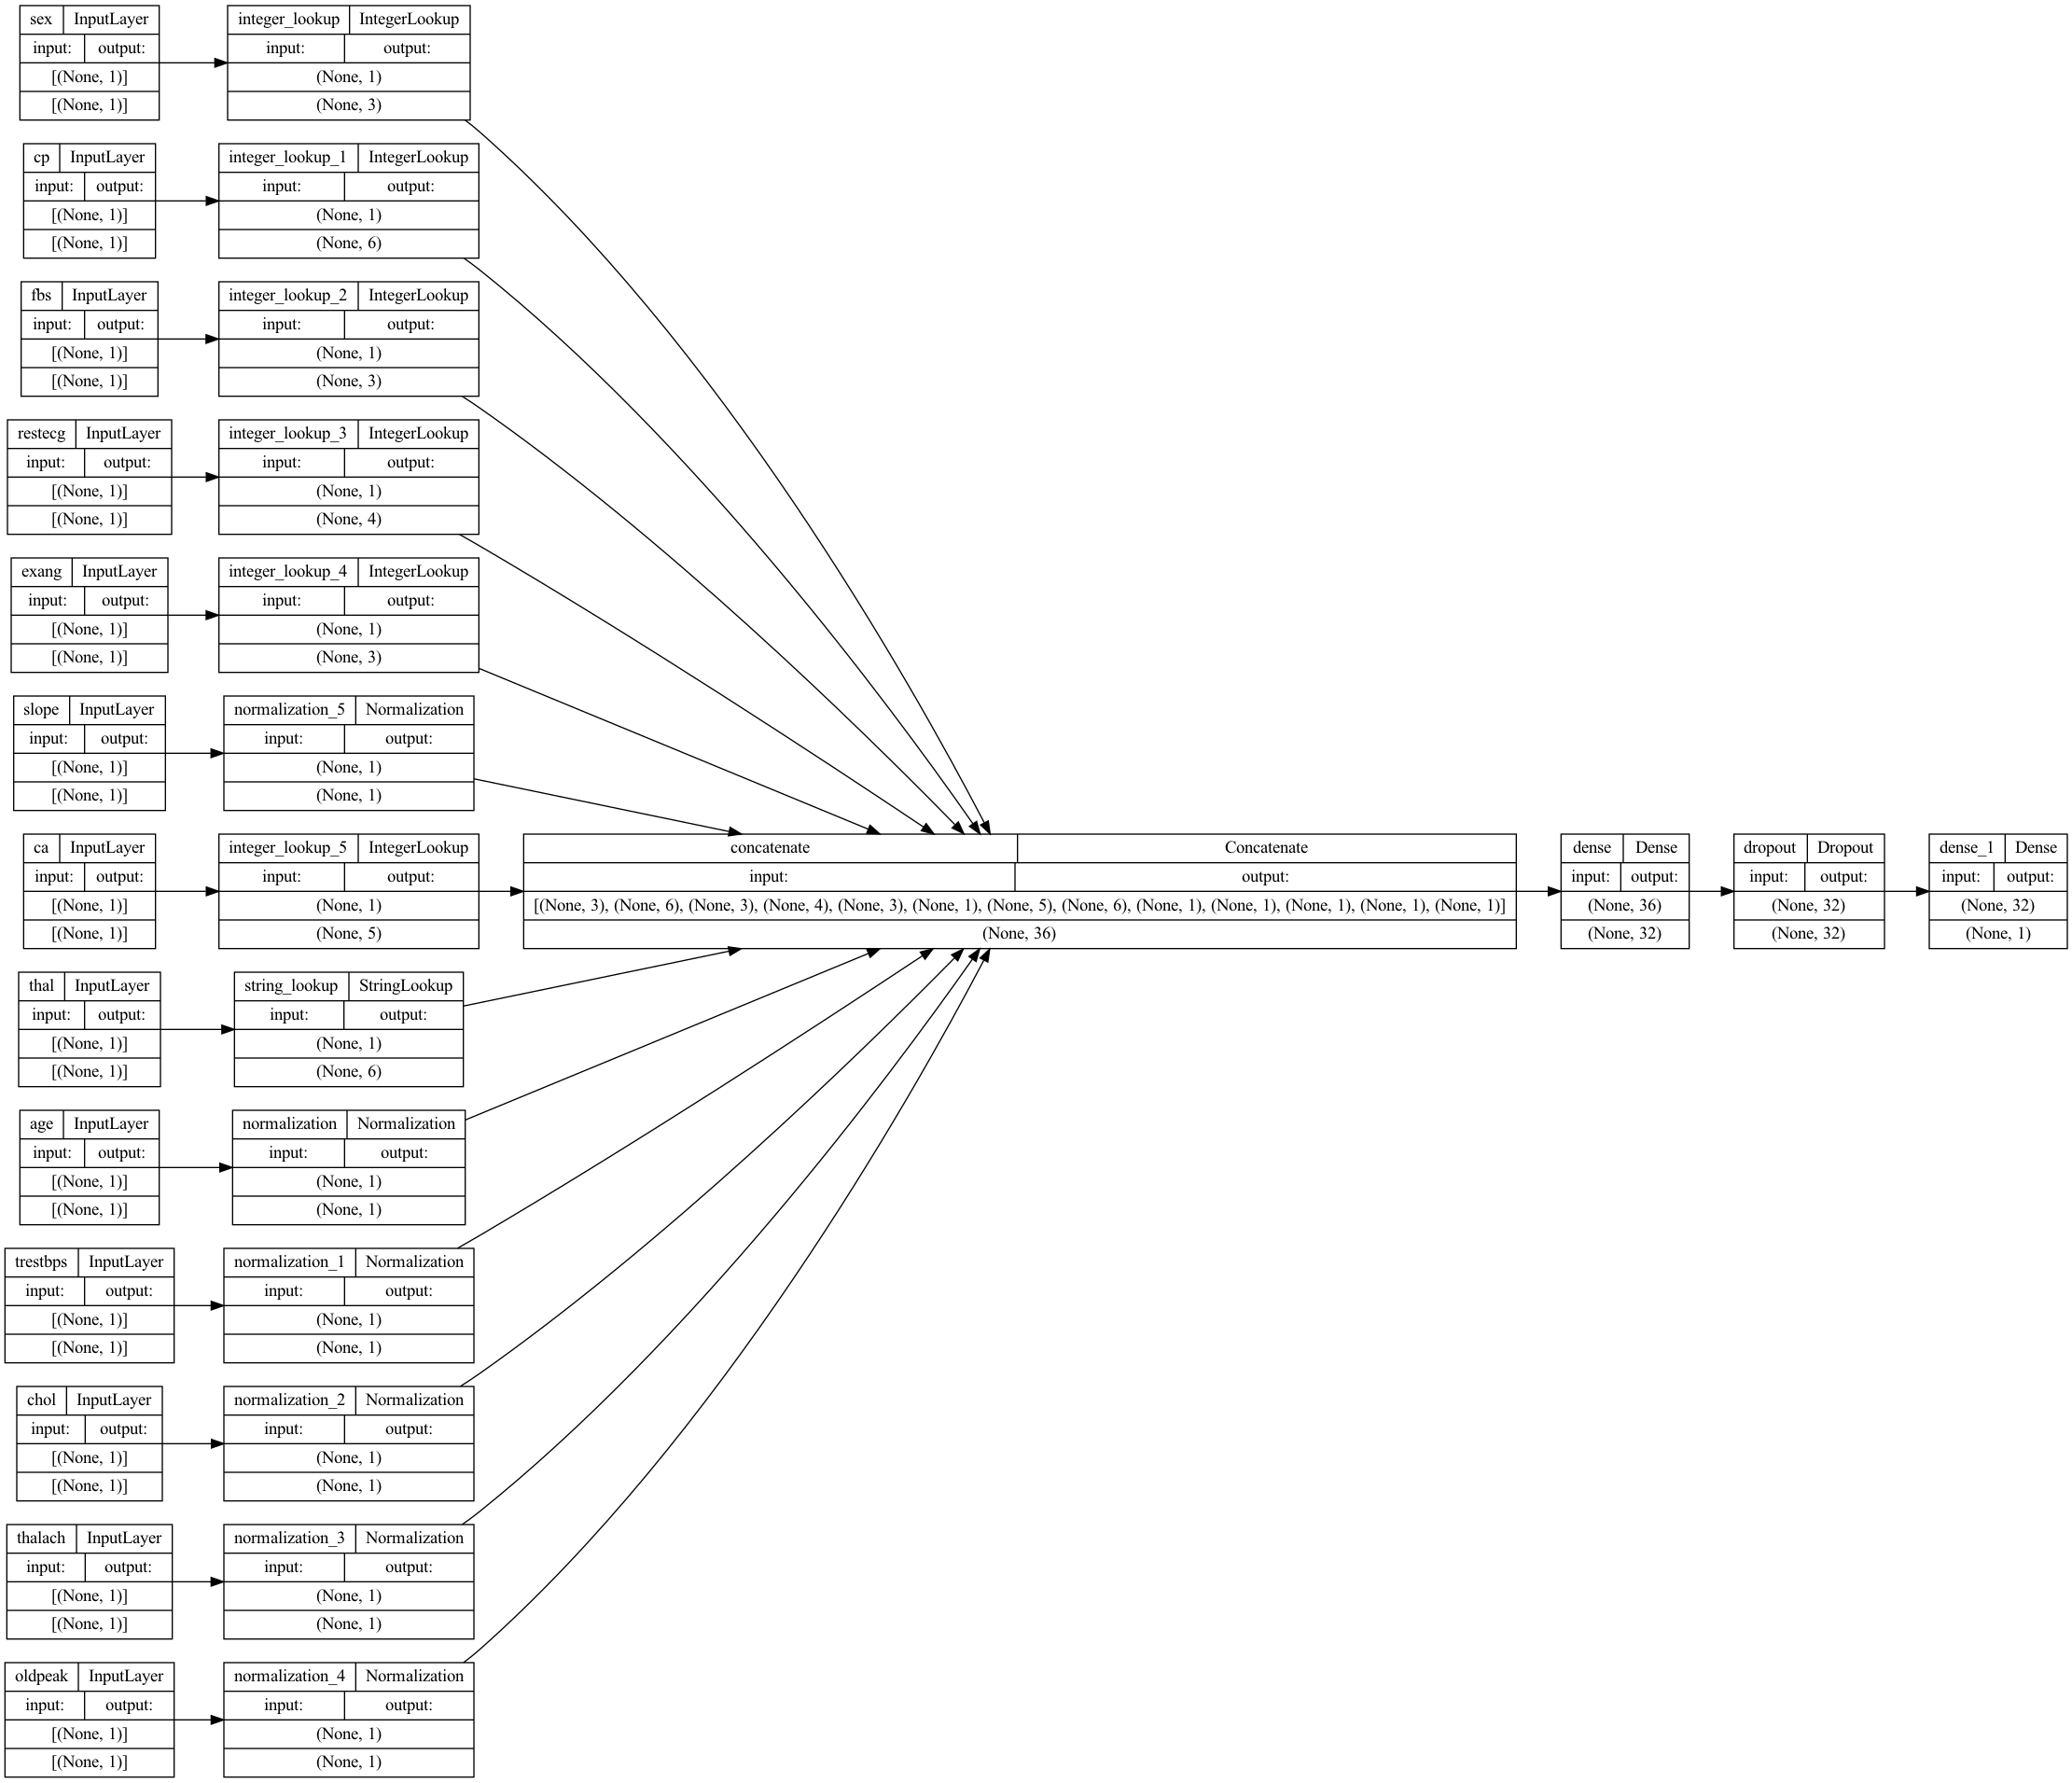 sex InputLayer
input: output:
[(None, 1)]
[(None, 1)]
integer_lookup IntegerLookup
input: output:
(None, 1)
(None, 3)
cp InputLayer
input: output:
[(None, 1)]
[(None, 1)]
integer_lookup_1 IntegerLookup
input: output:
(None, 1)
(None, 6)
fbs InputLayer
input: output:
[(None, 1)]
[(None, 1)]
integer_lookup_2 IntegerLookup
input: output:
(None, 1)
(None, 3)
restecg InputLayer
input: output:
[(None, 1)]
[(None, 1)]
integer_lookup_3 IntegerLookup
input: output:
(None, 1)
(None, 4)
exang InputLayer
input: output:
[(None, 1)]
[(None, 1)]
integer_lookup_4 IntegerLookup
input: output:
(None, 1)
(None, 3)
slope InputLayer
input: output:
[(None, 1)]
[(None, 1)]
normalization_5 Normalization
input: output:
(None, 1)
(None, 1)
ca InputLayer
input: output:
[(None, 1)]
[(None, 1)]
integer_lookup_5 IntegerLookup
input: output:
(None, 1)
(None, 5)
concatenate Concatenate
input: output:
[(None, 3), (None, 6), (None, 3), (None, 4), (None, 3), (None, 1), (None, 5), (None, 6), (None, 1), (None, 1), (None, 1), (None, 1), (None, 1)]
(None, 36)
dense Dense
input: output:
(None, 36)
(None, 32)
dropout Dropout
input: output:
(None, 32)
(None, 32)
dense_1 Dense
input: output:
(None, 32)
(None, 1)
thal InputLayer
input: output:
[(None, 1)]
[(None, 1)]
string_lookup StringLookup
input: output:
(None, 1)
(None, 6)
age InputLayer
input: output:
[(None, 1)]
[(None, 1)]
normalization Normalization
input: output:
(None, 1)
(None, 1)
trestbps InputLayer
input: output:
[(None, 1)]
[(None, 1)]
normalization_1 Normalization
input: output:
(None, 1)
(None, 1)
chol InputLayer
input: output:
[(None, 1)]
[(None, 1)]
normalization_2 Normalization
input: output:
(None, 1)
(None, 1)
thalach InputLayer
input: output:
[(None, 1)]
[(None, 1)]
normalization_3 Normalization
input: output:
(None, 1)
(None, 1)
oldpeak InputLayer
input: output:
[(None, 1)]
[(None, 1)]
normalization_4 Normalization
input: output:
(None, 1)
(None, 1)